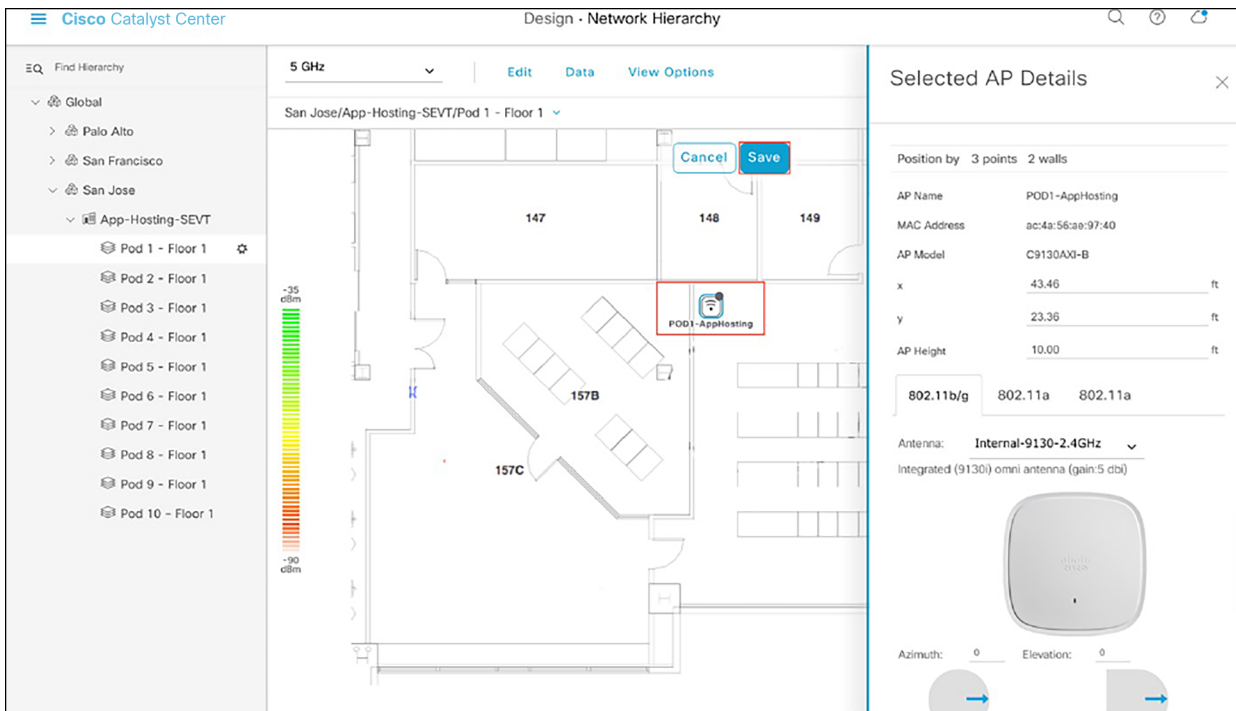 Cisco Catalyst Center
Design · Network Hierarchy
Find Hierarchy
Global
Palo Alto
San Francisco
San Jose
App-Hosting-SEVT
Pod 1 - Floor 1
Pod 2 - Floor 1
Pod 3 - Floor 1
Pod 4 - Floor 1
Pod 5 - Floor 1
Pod 6 - Floor 1
Pod 7 - Floor 1
Pod 8 - Floor 1
Pod 9 - Floor 1
Pod 10 - Floor 1
5 GHz Edit Data View Options
San Jose/App-Hosting-SEVT/Pod 1 - Floor 1
Cancel Save
147 148 149
-35
dBm
POD1-AppHosting
157B
157C
-90
dBm
Selected AP Details
Position by 3 points 2 walls
AP Name POD1-AppHosting
MAC Address ac:4a:56:ae:97:40
AP Model C9130AXI-B
x 43.46 ft
y 23.36 ft
AP Height 10.00 ft
802.11b/g 802.11a 802.11a
Antenna: Internal-9130-2.4GHz
Integrated (9130i) omni antenna (gain:5 dbi)
Azimuth: 0 Elevation: 0